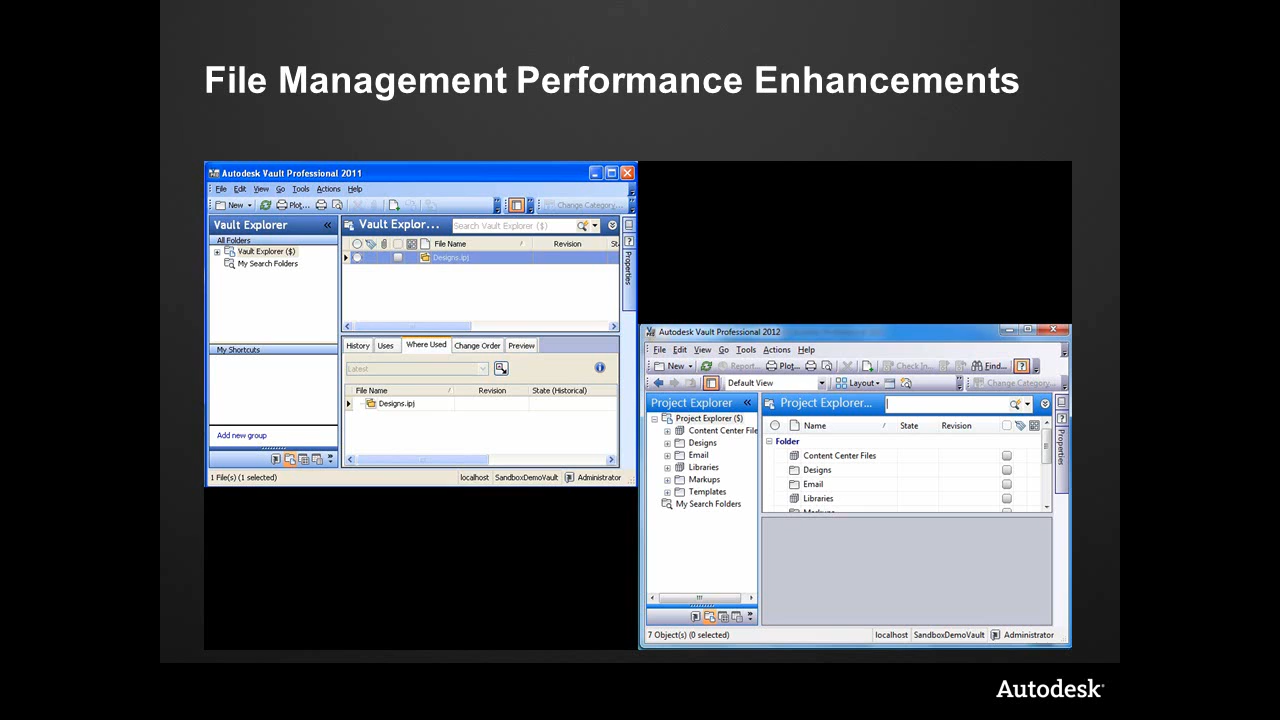 File Management Performance Enhancements
Autodesk Vault Professional 2011
File Edit View Go Tools Actions Help
New Plot... Change Category...
Vault Explorer «
All Folders
Vault Explorer ($)
My Search Folders
My Shortcuts
Add new group
Vault Explor... Search Vault Explorer ($)
File Name / Revision St
Designs.ipj
Properties
History Uses Where Used Change Order Preview
Latest
File Name / Revision State (Historical)
Designs.ipj
1 File(s) (1 selected) localhost SandboxDemoVault Administrator
Autodesk Vault Professional 2012
File Edit View Go Tools Actions Help
New Report... Plot... Check In... Find...
Default View Layout Change Category...
Project Explorer «
Project Explorer ($)
Content Center File
Designs
Email
Libraries
Markups
Templates
My Search Folders
Project Explorer...
Name / State Revision
Folder
Content Center Files
Designs
Email
Libraries
Markups
Properties
7 Object(s) (0 selected) localhost SandboxDemoVault Administrator
Autodesk